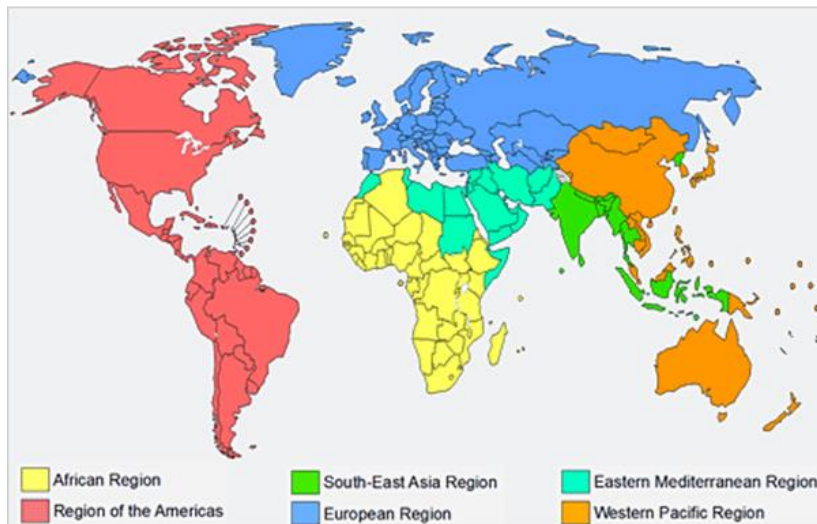 African Region
South-East Asia Region
Eastern Mediterranean Region
Region of the Americas
European Region
Western Pacific Region